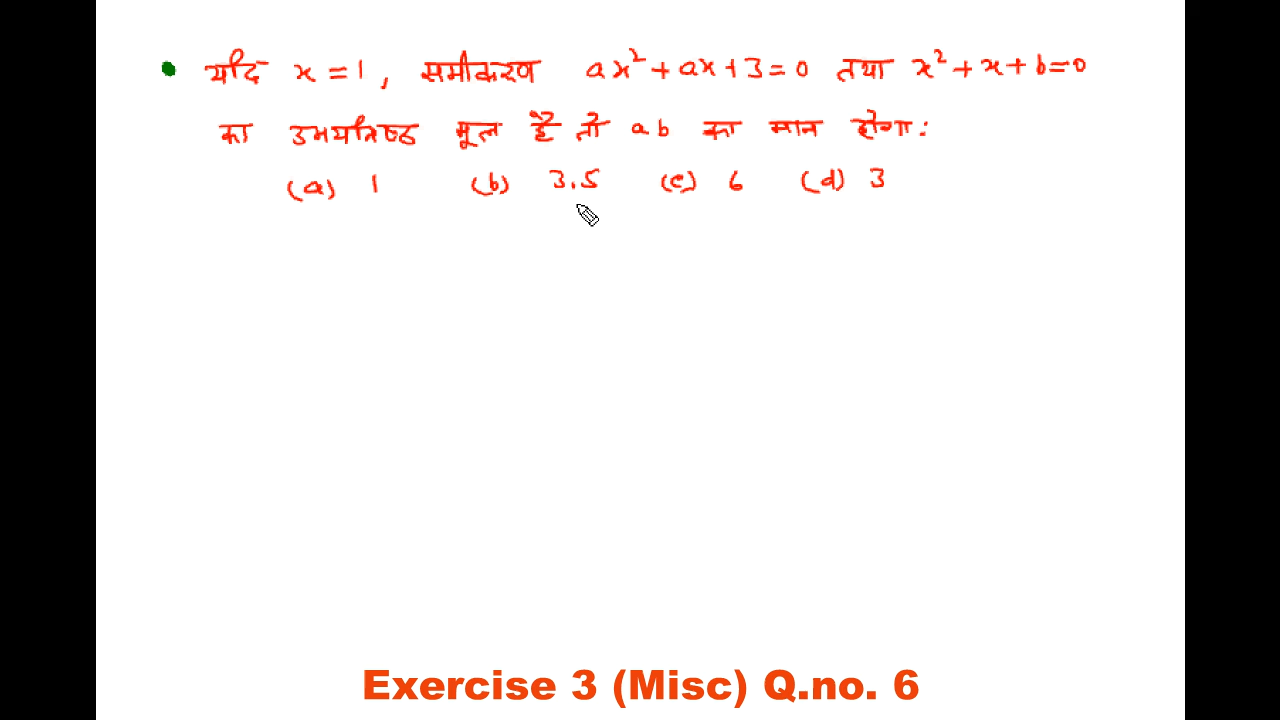 • यदि x = 1, समीकरण ax² + ax + 3 = 0 तथा x² + x + b = 0
का उभयनिष्ठ मूल है तो ab का मान होगा:
(a) 1 (b) 3.5 (c) 6 (d) 3
Exercise 3 (Misc) Q.no. 6